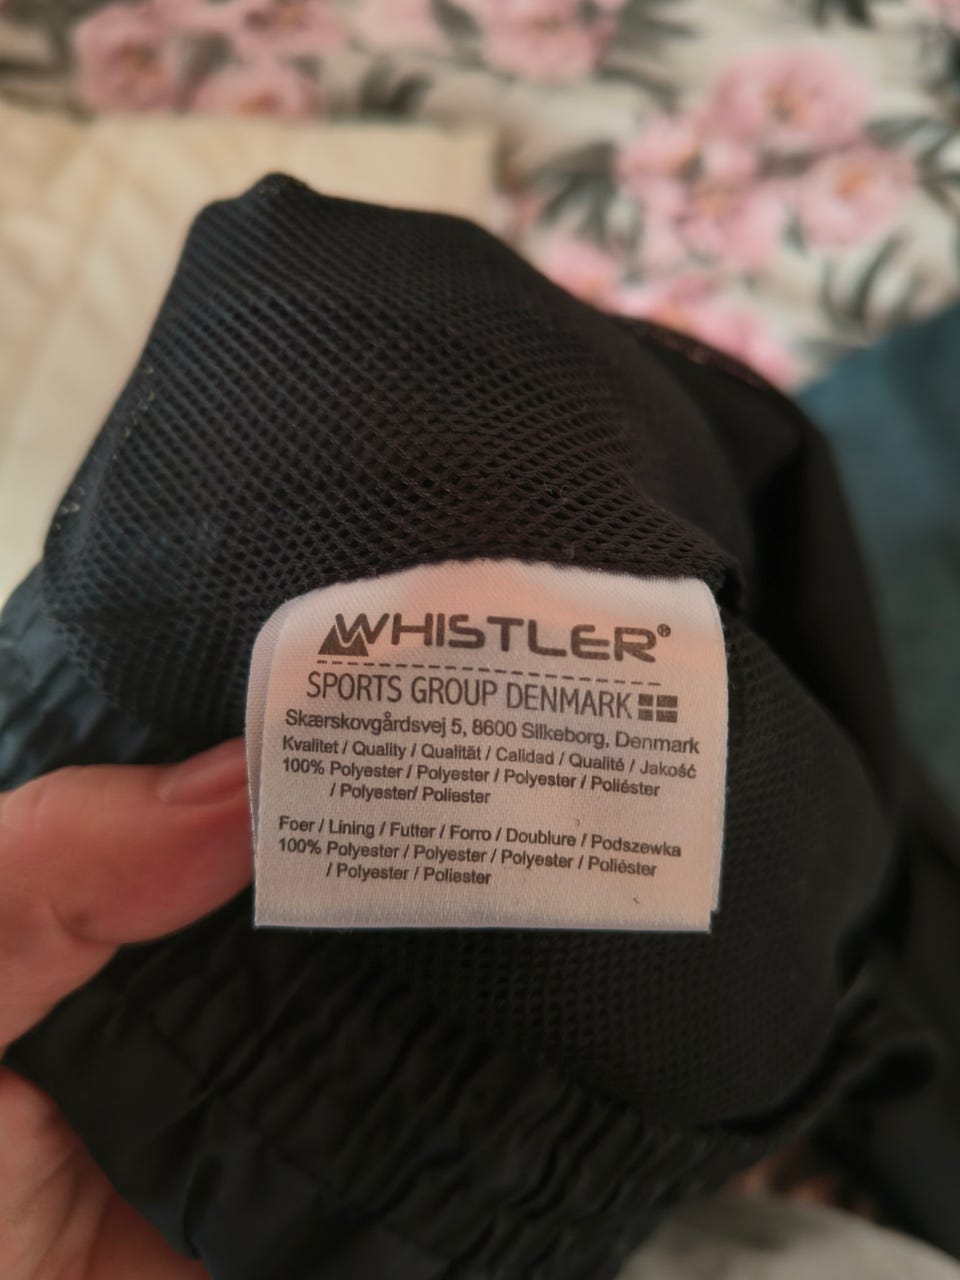 WHISTLER®
SPORTS GROUP DENMARK
Skærskovgårdsvej 5, 8600 Silkeborg, Denmark
Kvalitet / Quality / Qualität / Calidad / Qualité / Jakość
100% Polyester / Polyester / Polyester / Poliéster
/ Polyester/ Poliester
Foer / Lining / Futter / Forro / Doublure / Podszewka
100% Polyester / Polyester / Polyester / Poliéster
/ Polyester / Poliester